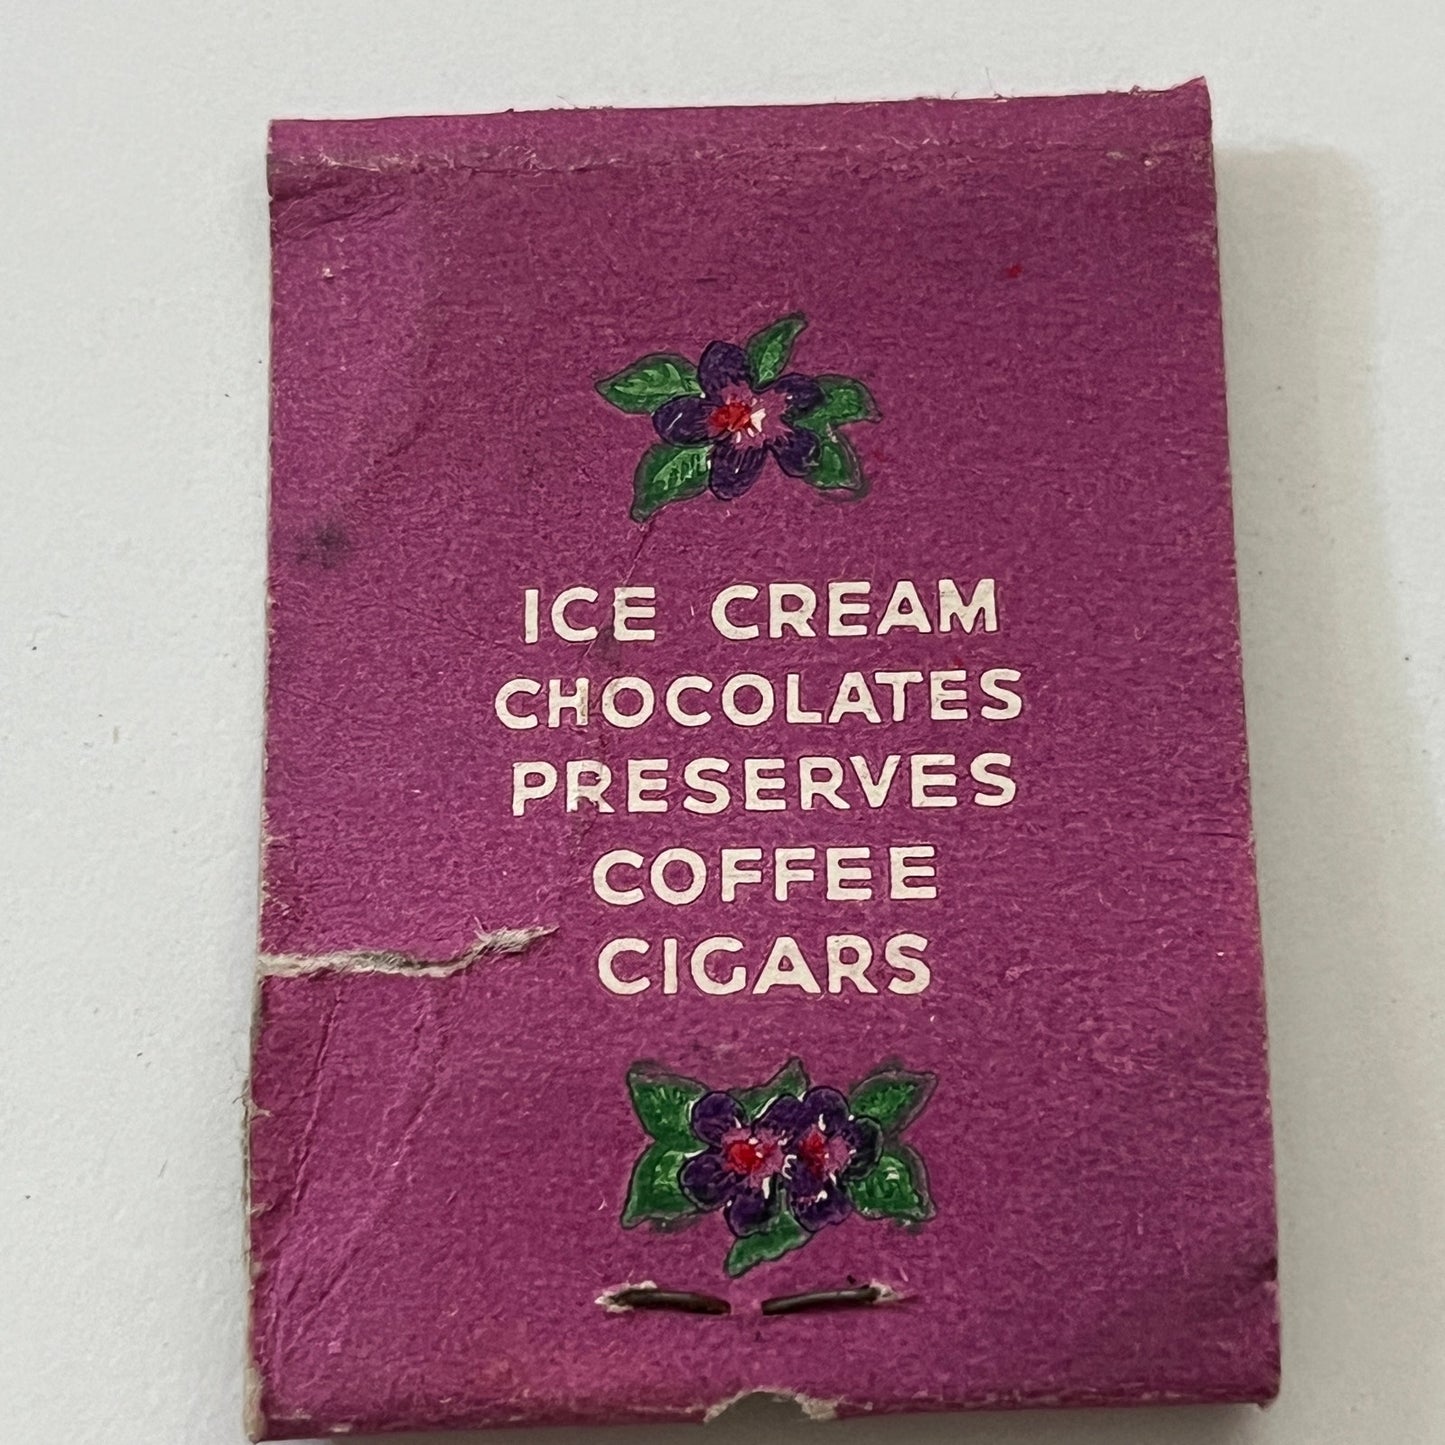 ICE CREAM
CHOCOLATES
PRESERVES
COFFEE
CIGARS